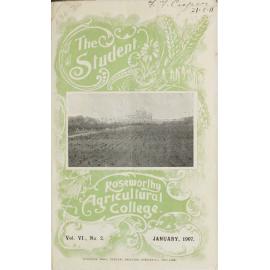 The
Student
Roseworthy
Agricultural
College.
Vol. VI., No. 2.
JANUARY, 1907.